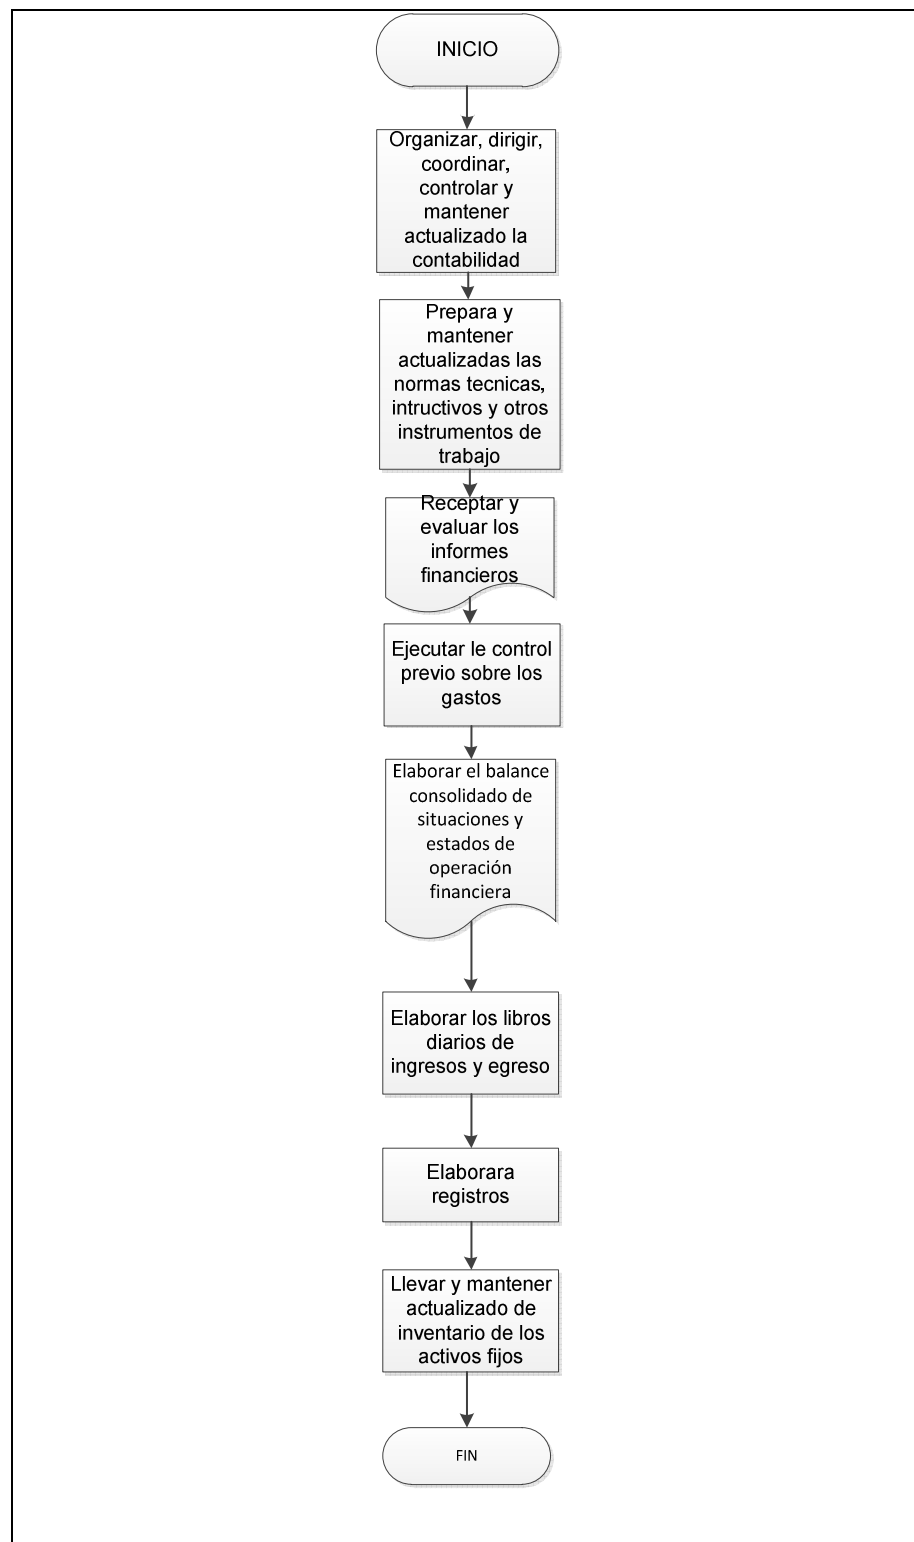 INICIO
Organizar, dirigir,
coordinar,
controlar y
mantener
actualizado la
contabilidad
Prepara y
mantener
actualizadas las
normas tecnicas,
intructivos y otros
instrumentos de
trabajo
Receptar y
evaluar los
informes
financieros
Ejecutar le control
previo sobre los
gastos
Elaborar el balance
consolidado de
situaciones y
estados de
operación
financiera
Elaborar los libros
diarios de
ingresos y egreso
Elaborara
registros
Llevar y mantener
actualizado de
inventario de los
activos fijos
FIN